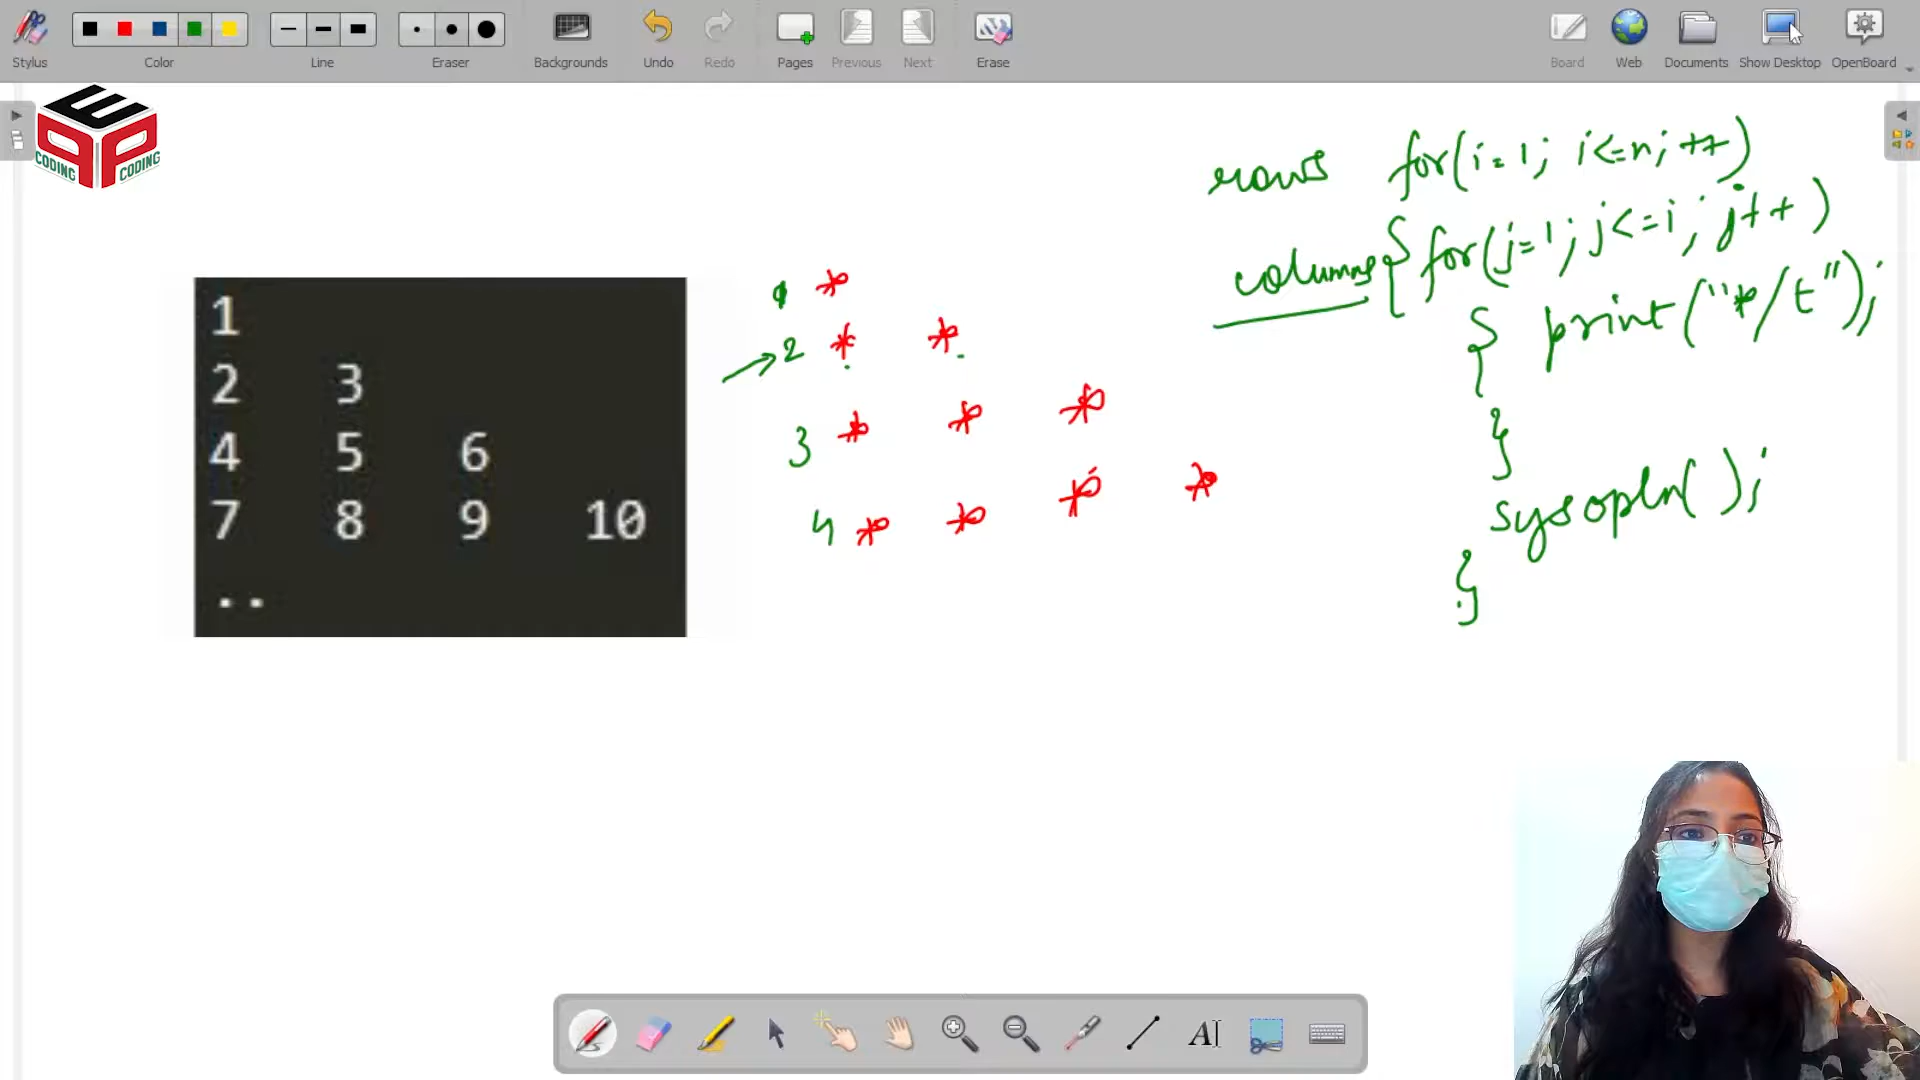 Stylus
Color
Line
Eraser
Backgrounds
Undo
Redo
Pages
Previous
Next
Erase
Board
Web
Documents
Show Desktop
OpenBoard
CODING
CODING
1
2 3
4 5 6
7 8 9 10
..
1 *
2 * *
3 * * *
4 * * * *
rows for(i=1; i<=n; ++)
columns { for(j=1; j<=i; j++)
{ print("*/t");
}
sysopln( );
}